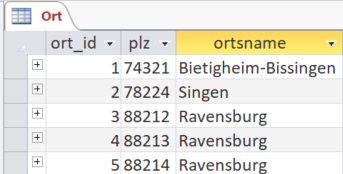 Ort
ort_id plz ortsname
1 74321 Bietigheim-Bissingen
2 78224 Singen
3 88212 Ravensburg
4 88213 Ravensburg
5 88214 Ravensburg